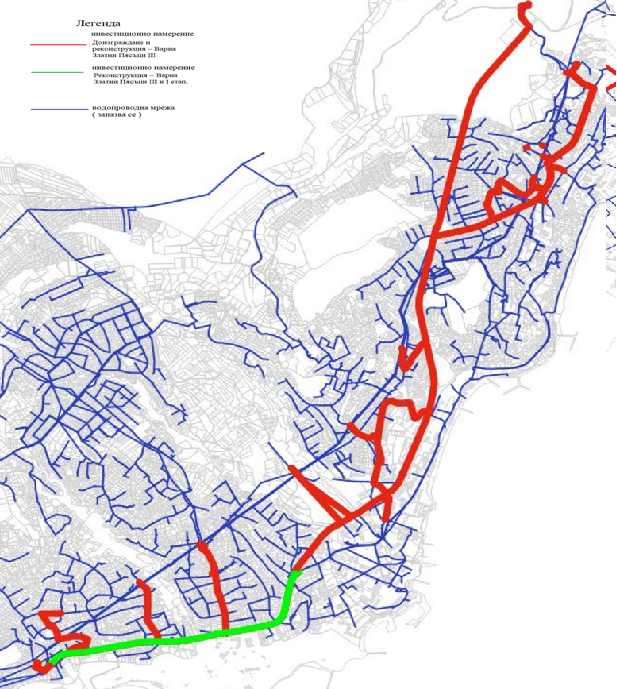 Легенда
инвестиционно намерение
Доизграждане и
реконструкция – Варна
Златни Пясъци III
инвестиционно намерение
Реконструкция – Варна
Златни Пясъци III и I етап.
водопроводна мрежа
( запазва се )